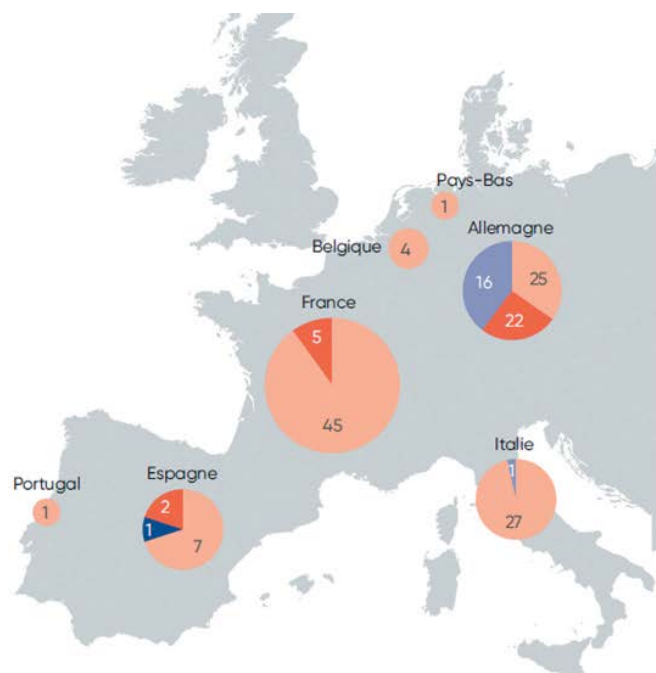 Pays-Bas
1
Allemagne
Belgique
4
16
25
22
France
5
45
Italie
1
27
Portugal
1
Espagne
2
1
7